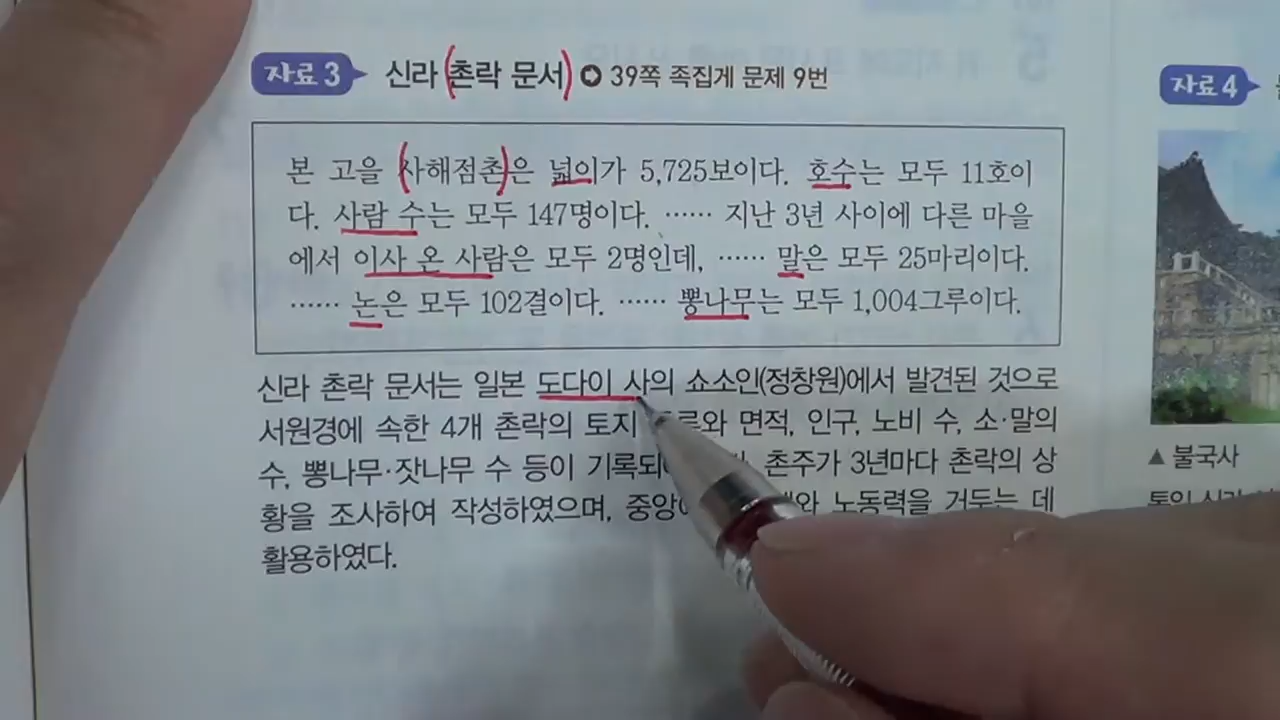 자료 3 신라 촌락 문서 ➲ 39쪽 족집게 문제 9번
본 고을 사해점촌은 넓이가 5,725보이다. 호수는 모두 11호이
다. 사람 수는 모두 147명이다. …… 지난 3년 사이에 다른 마을
에서 이사 온 사람은 모두 2명인데, …… 말은 모두 25마리이다.
…… 논은 모두 102결이다. …… 뽕나무는 모두 1,004그루이다.
신라 촌락 문서는 일본 도다이 사의 쇼소인(정창원)에서 발견된 것으로
서원경에 속한 4개 촌락의 토지 면적, 인구, 노비 수, 소·말의
수, 뽕나무·잣나무 수 등이 촌주가 3년마다 촌락의 상
황을 조사하여 작성하였으며, 노동력을 거두는 데
활용하였다.
자료 4
▲ 불국사